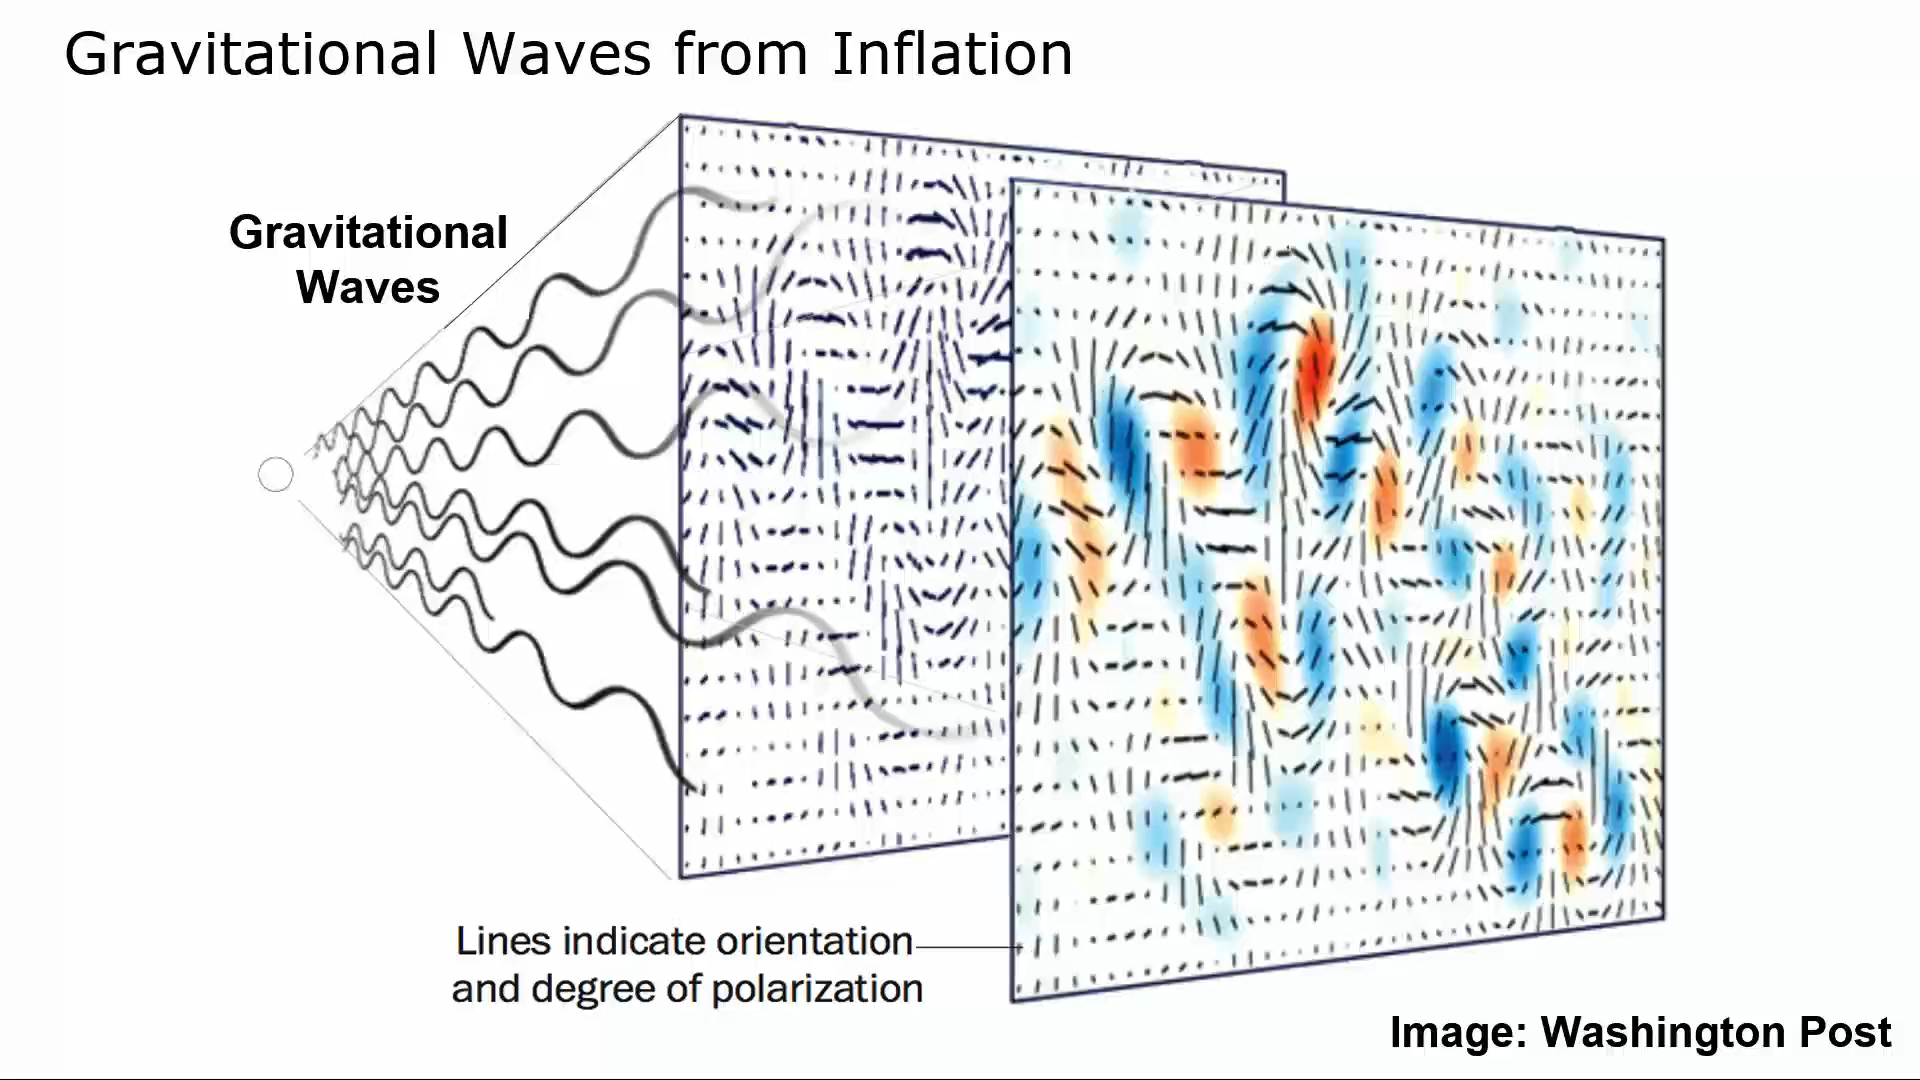 Gravitational Waves from Inflation
Gravitational
Waves
Lines indicate orientation
and degree of polarization
Image: Washington Post